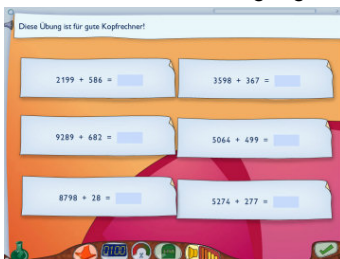 Diese Übung ist für gute Kopfrechner!
2199 + 586 =
3598 + 367 =
9289 + 682 =
5064 + 499 =
8798 + 28 =
5274 + 277 =